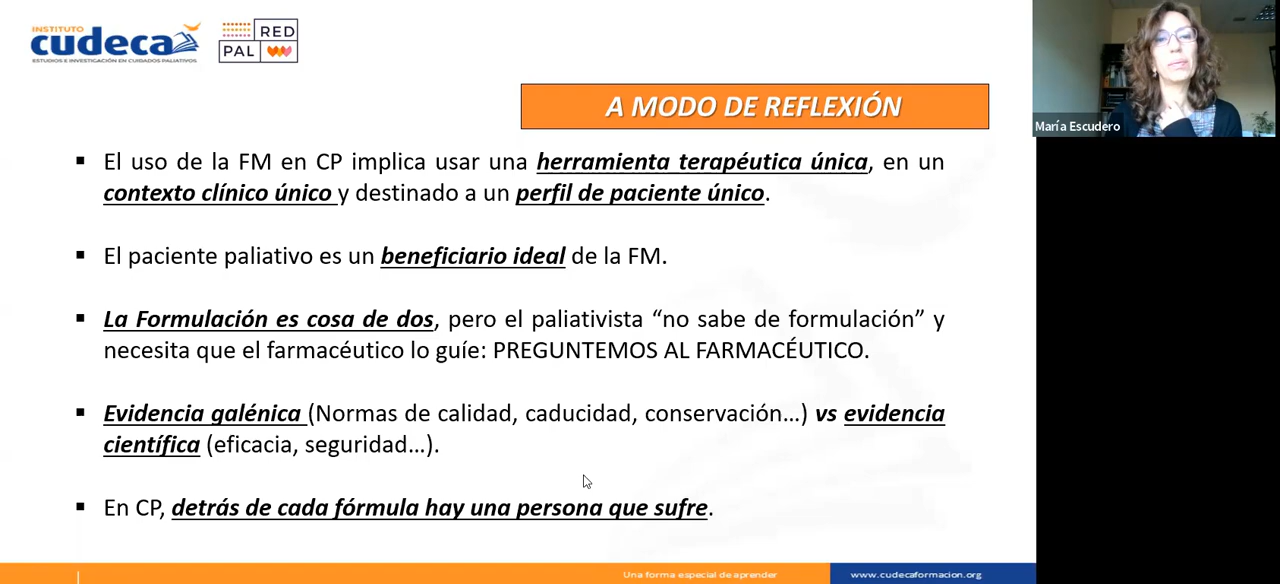 INSTITUTO
cudeca
ESTUDIOS E INVESTIGACIÓN EN CUIDADOS PALIATIVOS
RED
PAL
A MODO DE REFLEXIÓN
María Escudero
▪ El uso de la FM en CP implica usar una herramienta terapéutica única, en un
contexto clínico único y destinado a un perfil de paciente único.
▪ El paciente paliativo es un beneficiario ideal de la FM.
▪ La Formulación es cosa de dos, pero el paliativista “no sabe de formulación” y
necesita que el farmacéutico lo guíe: PREGUNTEMOS AL FARMACÉUTICO.
▪ Evidencia galénica (Normas de calidad, caducidad, conservación…) vs evidencia
científica (eficacia, seguridad…).
▪ En CP, detrás de cada fórmula hay una persona que sufre.
Una forma especial de aprender
www.cudecaformacion.org